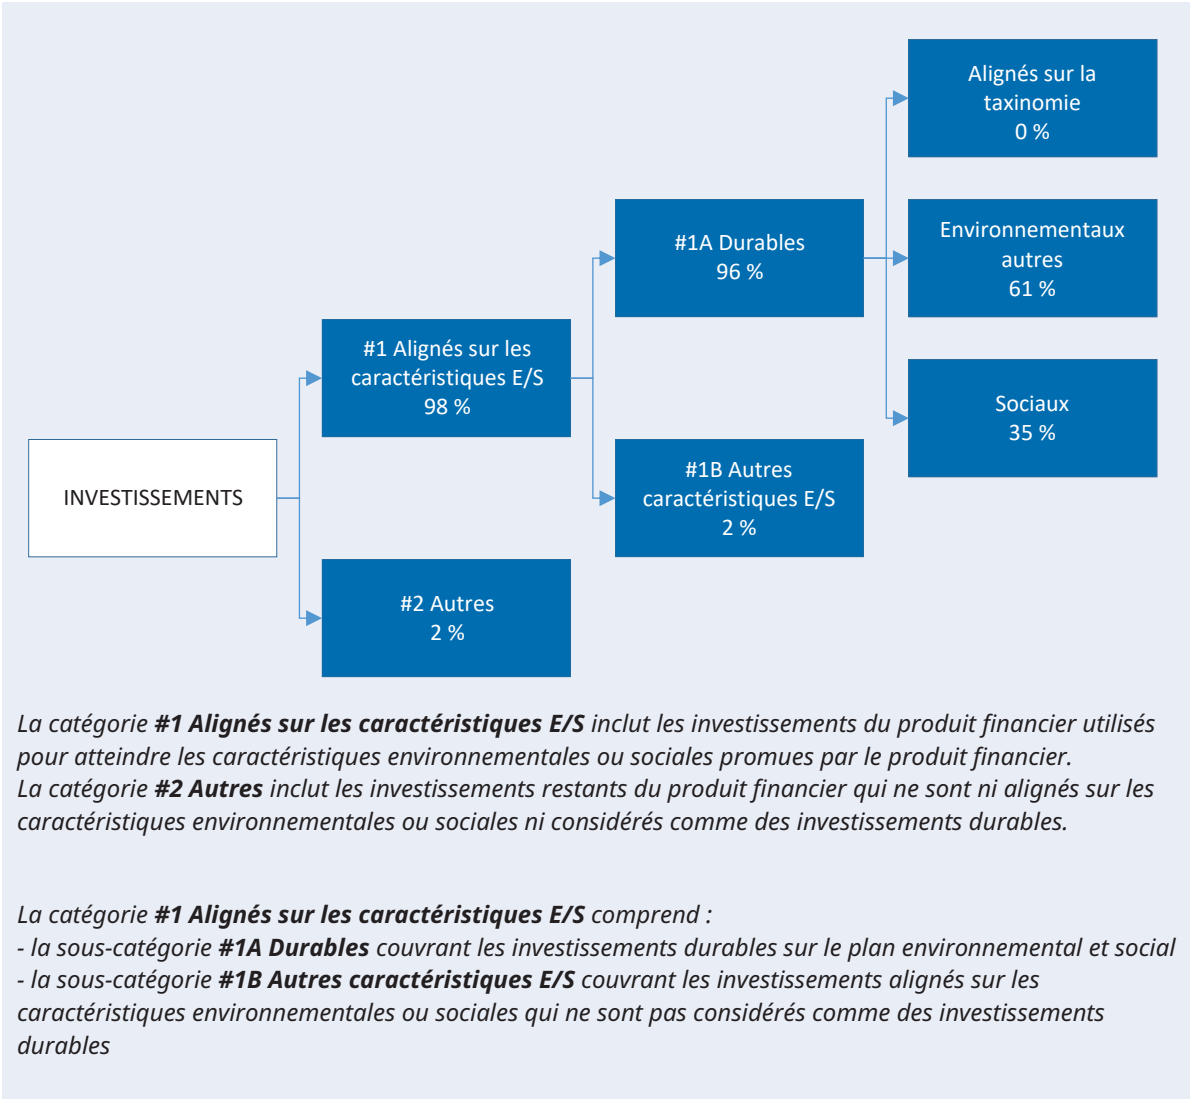 Alignés sur la
taxinomie
0 %
#1A Durables
96 %
Environnementaux
autres
61 %
#1 Alignés sur les
caractéristiques E/S
98 %
Sociaux
35 %
INVESTISSEMENTS
#1B Autres
caractéristiques E/S
2 %
#2 Autres
2 %
La catégorie #1 Alignés sur les caractéristiques E/S inclut les investissements du produit financier utilisés
pour atteindre les caractéristiques environnementales ou sociales promues par le produit financier.
La catégorie #2 Autres inclut les investissements restants du produit financier qui ne sont ni alignés sur les
caractéristiques environnementales ou sociales ni considérés comme des investissements durables.
La catégorie #1 Alignés sur les caractéristiques E/S comprend :
- la sous-catégorie #1A Durables couvrant les investissements durables sur le plan environnemental et social
- la sous-catégorie #1B Autres caractéristiques E/S couvrant les investissements alignés sur les
caractéristiques environnementales ou sociales qui ne sont pas considérés comme des investissements
durables